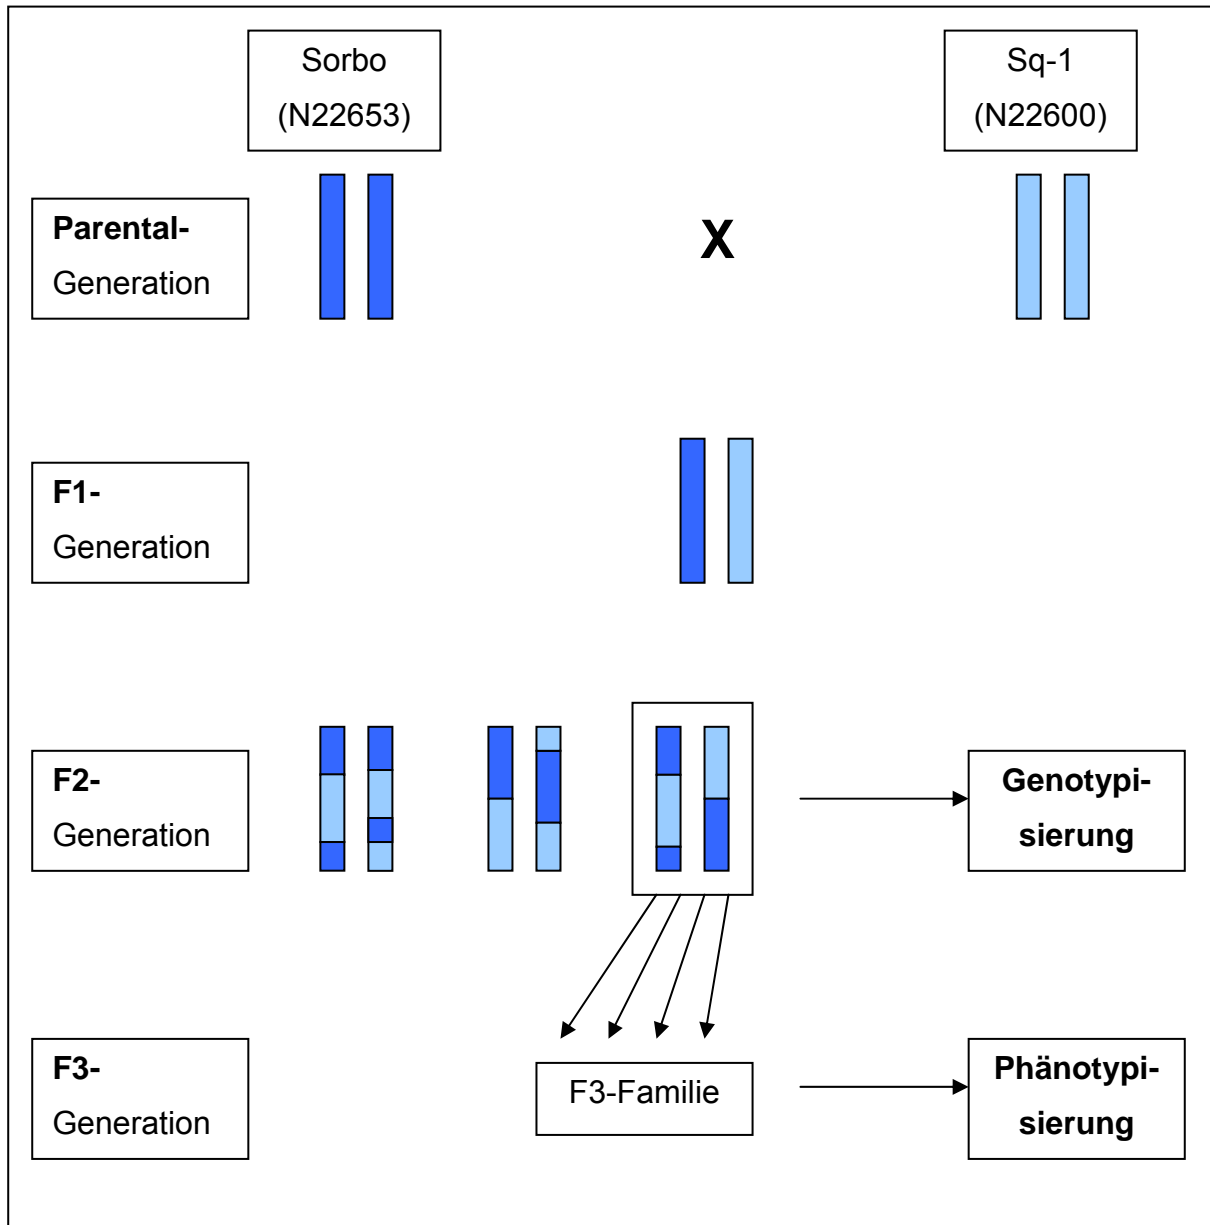 Sorbo
(N22653)
Sq-1
(N22600)
Parental-
Generation
X
F1-
Generation
F2-
Generation
Genotypi-
sierung
F3-
Generation
F3-Familie
Phänotypi-
sierung